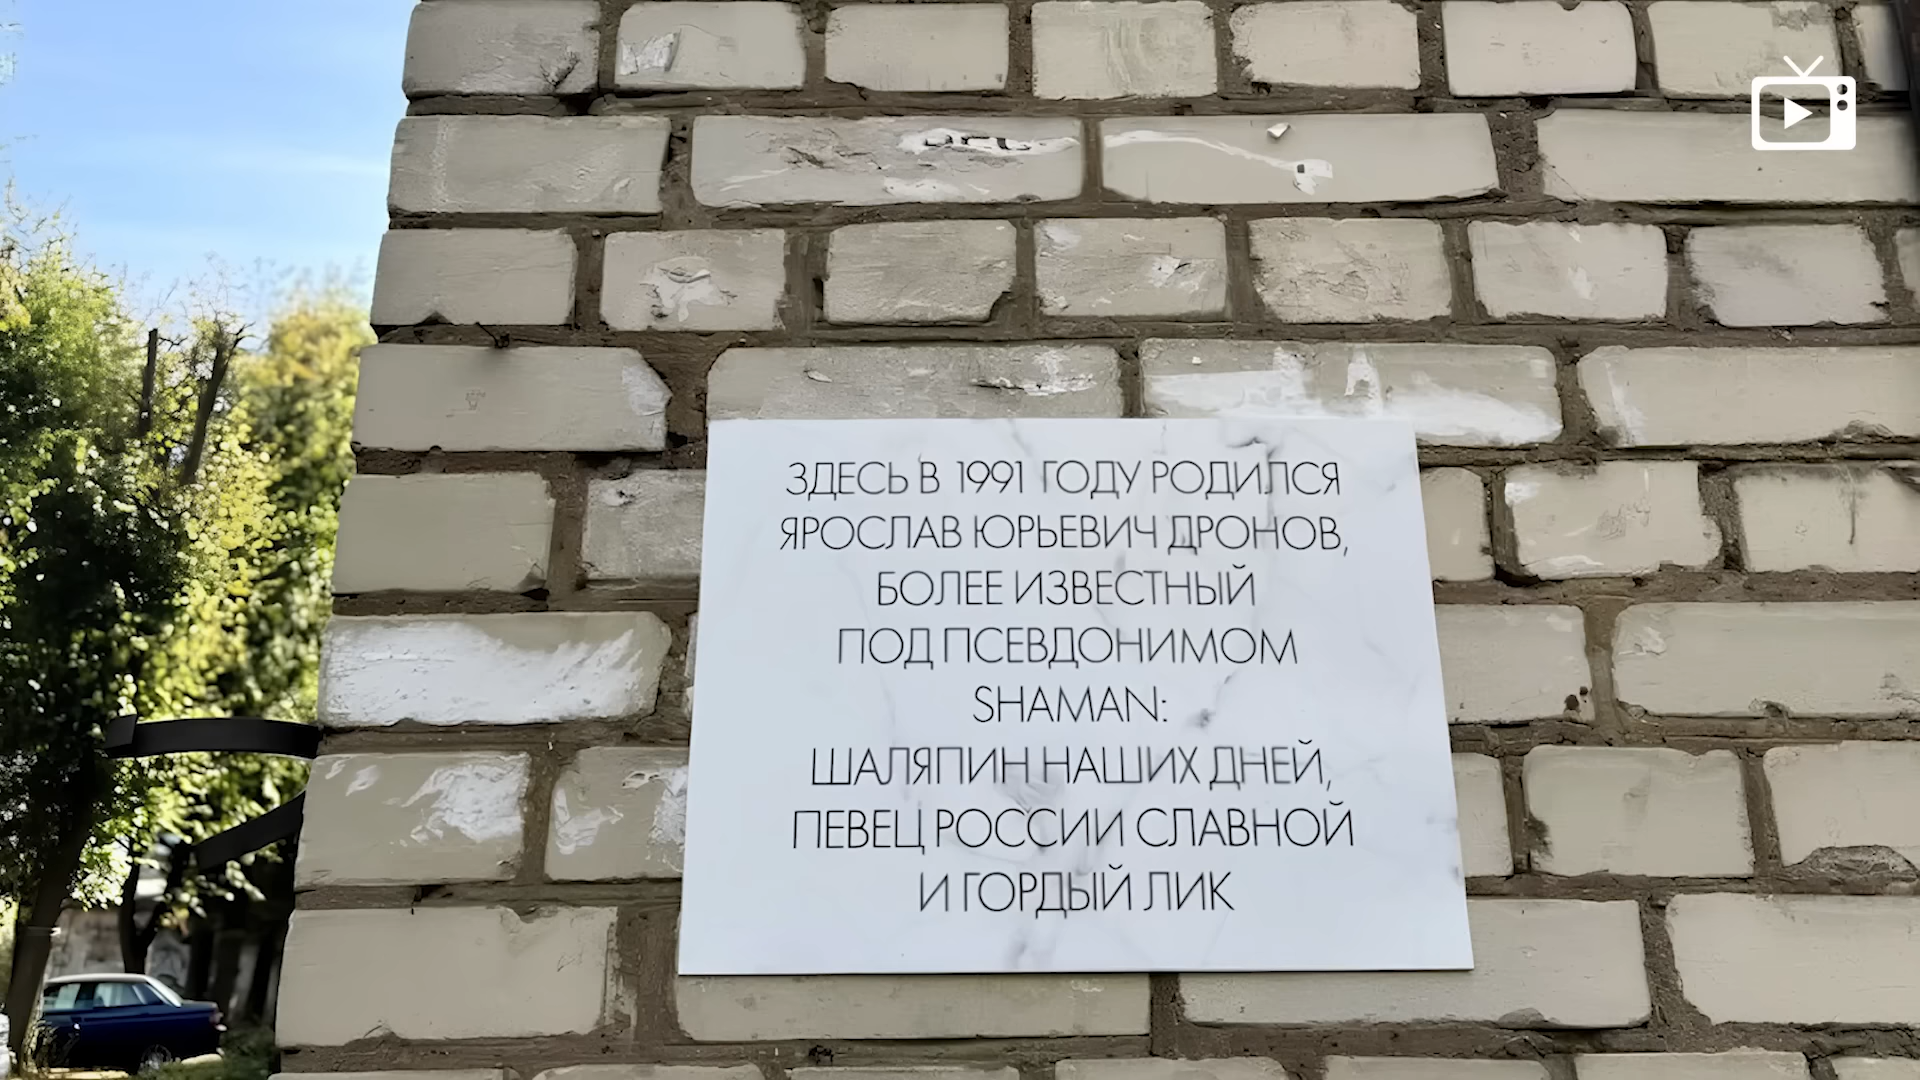 ЗДЕСЬ В 1991 ГОДУ РОДИЛСЯ
ЯРОСЛАВ ЮРЬЕВИЧ ДРОНОВ,
БОЛЕЕ ИЗВЕСТНЫЙ
ПОД ПСЕВДОНИМОМ
SHAMAN:
ШАЛЯПИН НАШИХ ДНЕЙ,
ПЕВЕЦ РОССИИ СЛАВНОЙ
И ГОРДЫЙ ЛИК